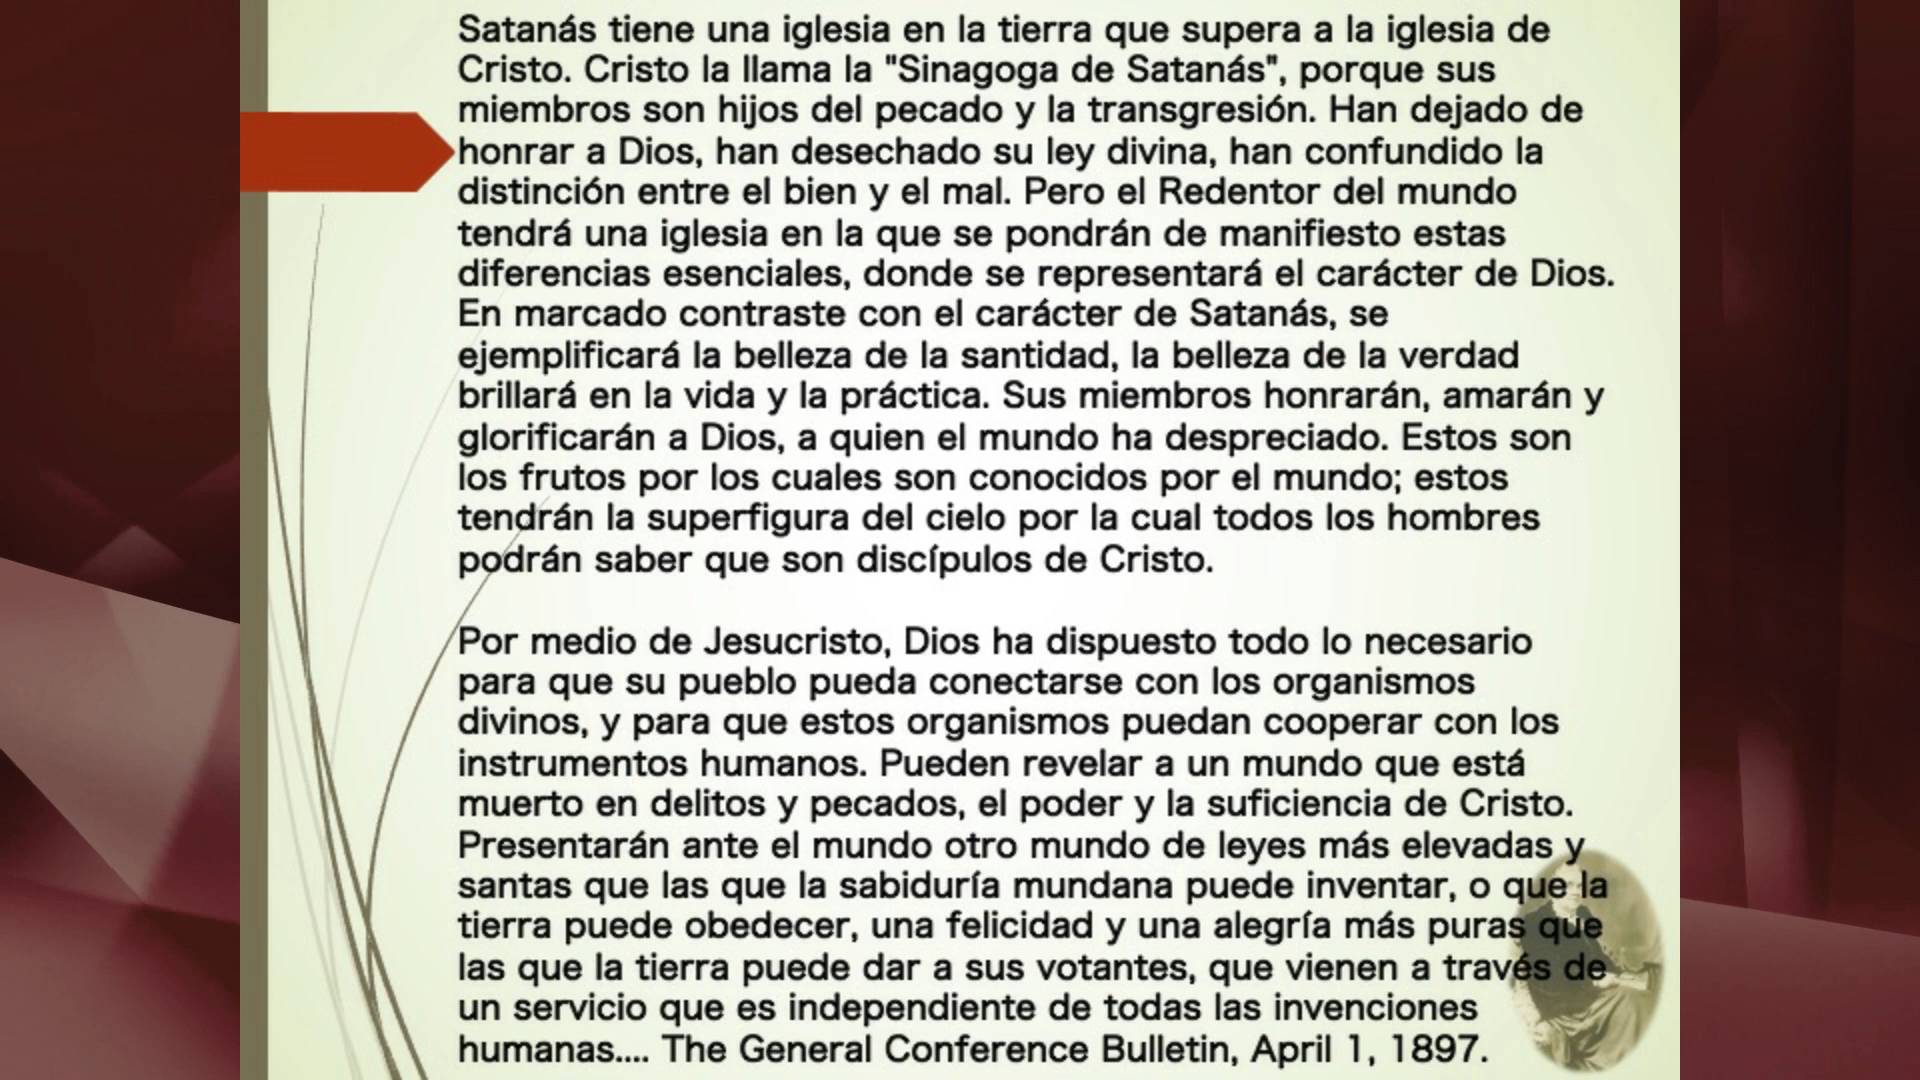 Satanás tiene una iglesia en la tierra que supera a la iglesia de
Cristo. Cristo la llama la "Sinagoga de Satanás", porque sus
miembros son hijos del pecado y la transgresión. Han dejado de
honrar a Dios, han desechado su ley divina, han confundido la
distinción entre el bien y el mal. Pero el Redentor del mundo
tendrá una iglesia en la que se pondrán de manifiesto estas
diferencias esenciales, donde se representará el carácter de Dios.
En marcado contraste con el carácter de Satanás, se
ejemplificará la belleza de la santidad, la belleza de la verdad
brillará en la vida y la práctica. Sus miembros honrarán, amarán y
glorificarán a Dios, a quien el mundo ha despreciado. Estos son
los frutos por los cuales son conocidos por el mundo; estos
tendrán la superfigura del cielo por la cual todos los hombres
podrán saber que son discípulos de Cristo.
Por medio de Jesucristo, Dios ha dispuesto todo lo necesario
para que su pueblo pueda conectarse con los organismos
divinos, y para que estos organismos puedan cooperar con los
instrumentos humanos. Pueden revelar a un mundo que está
muerto en delitos y pecados, el poder y la suficiencia de Cristo.
Presentarán ante el mundo otro mundo de leyes más elevadas y
santas que las que la sabiduría mundana puede inventar, o que la
tierra puede obedecer, una felicidad y una alegría más puras que
las que la tierra puede dar a sus votantes, que vienen a través de
un servicio que es independiente de todas las invenciones
humanas.... The General Conference Bulletin, April 1, 1897.